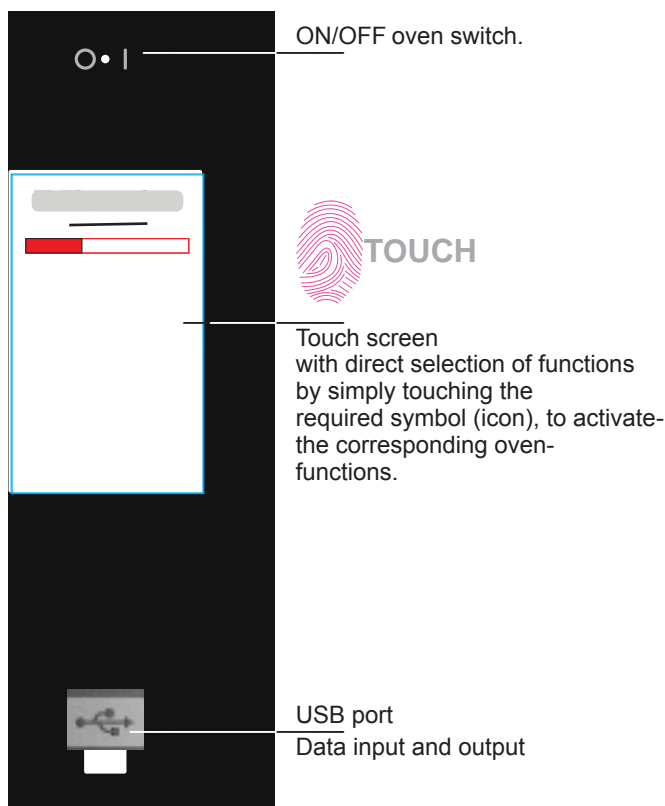 ON/OFF oven switch.
TOUCH
Touch screen
with direct selection of functions
by simply touching the
required symbol (icon), to activate-
the corresponding oven-
functions.
USB port
Data input and output